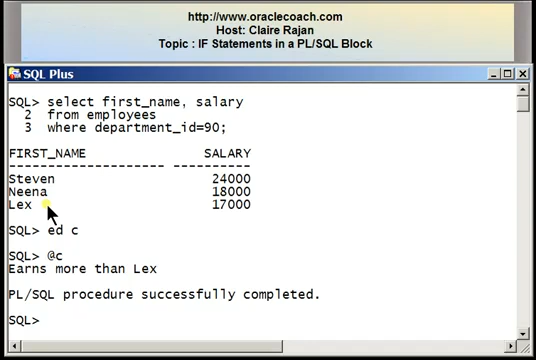 http://www.oraclecoach.com
Host: Claire Rajan
Topic : IF Statements in a PL/SQL Block
SQL Plus
SQL> select first_name, salary
2 from employees
3 where department_id=90;
FIRST_NAME SALARY
-------------------- ----------
Steven 24000
Neena 18000
Lex 17000
SQL> ed c
SQL> @c
Earns more than Lex
PL/SQL procedure successfully completed.
SQL>